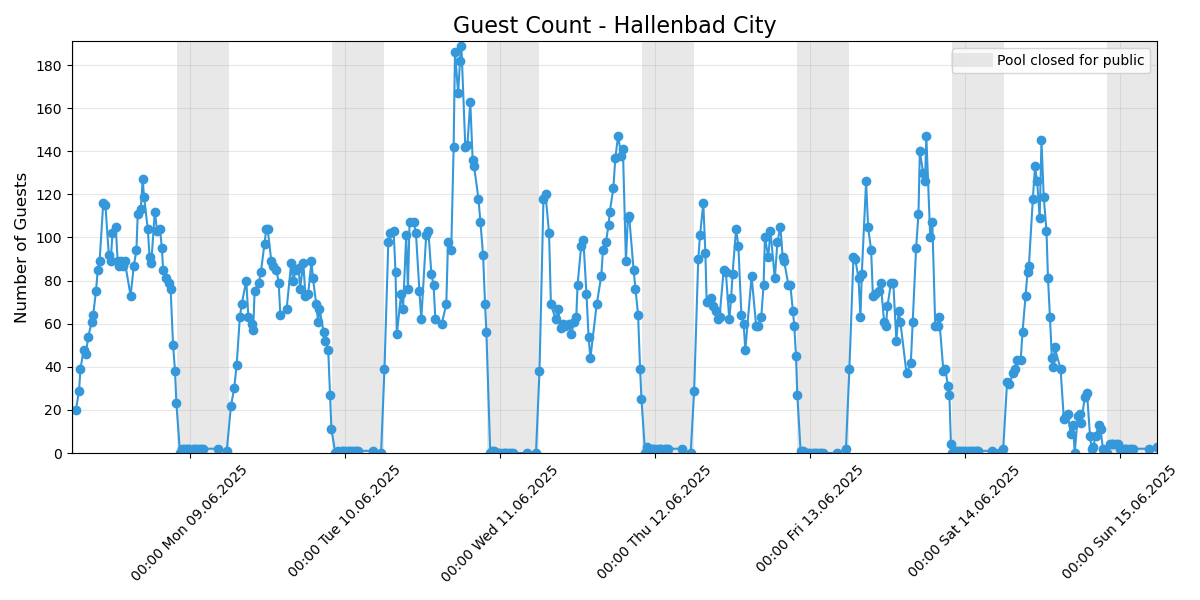 Guest Count - Hallenbad City
Pool closed for public
Number of Guests
180
160
140
120
100
80
60
40
20
0
00:00 Mon 09.06.2025
00:00 Tue 10.06.2025
00:00 Wed 11.06.2025
00:00 Thu 12.06.2025
00:00 Fri 13.06.2025
00:00 Sat 14.06.2025
00:00 Sun 15.06.2025